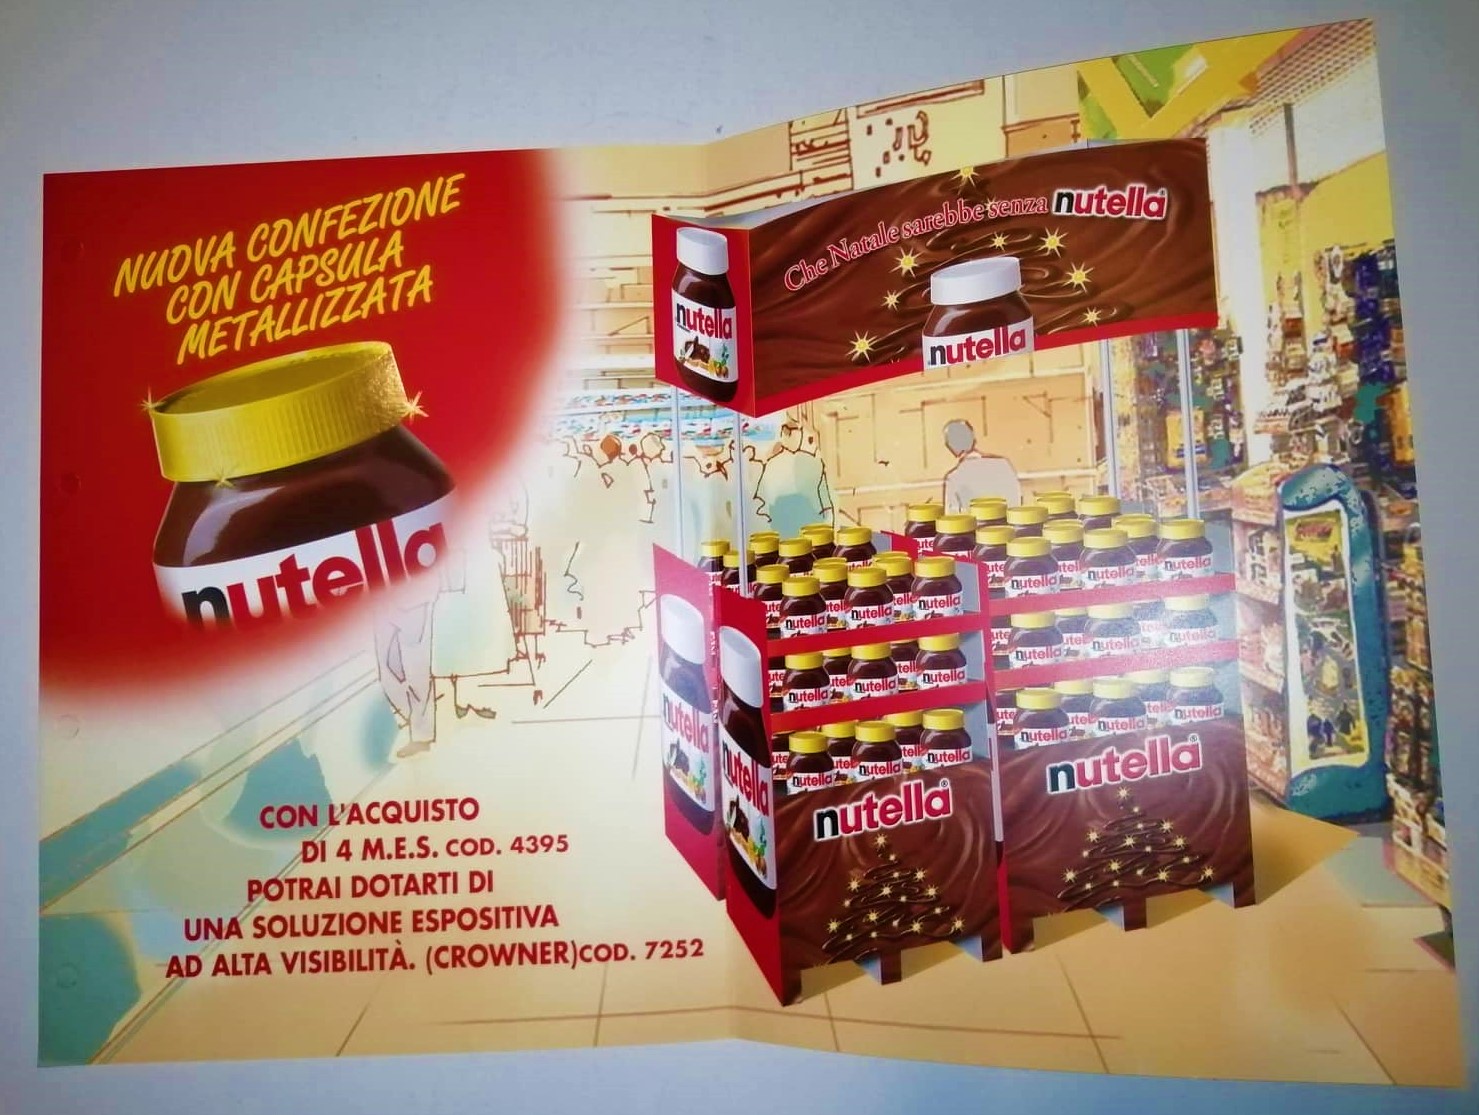 NUOVA CONFEZIONE
CON CAPSULA
METALLIZZATA
nutella
CON L'ACQUISTO
DI 4 M.E.S. COD. 4395
POTRAI DOTARTI DI
UNA SOLUZIONE ESPOSITIVA
AD ALTA VISIBILITÀ. (CROWNER)COD. 7252
Che Natale sarebbe senza nutella
nutella
nutella
nutella
nutella
nutella®
nutella®